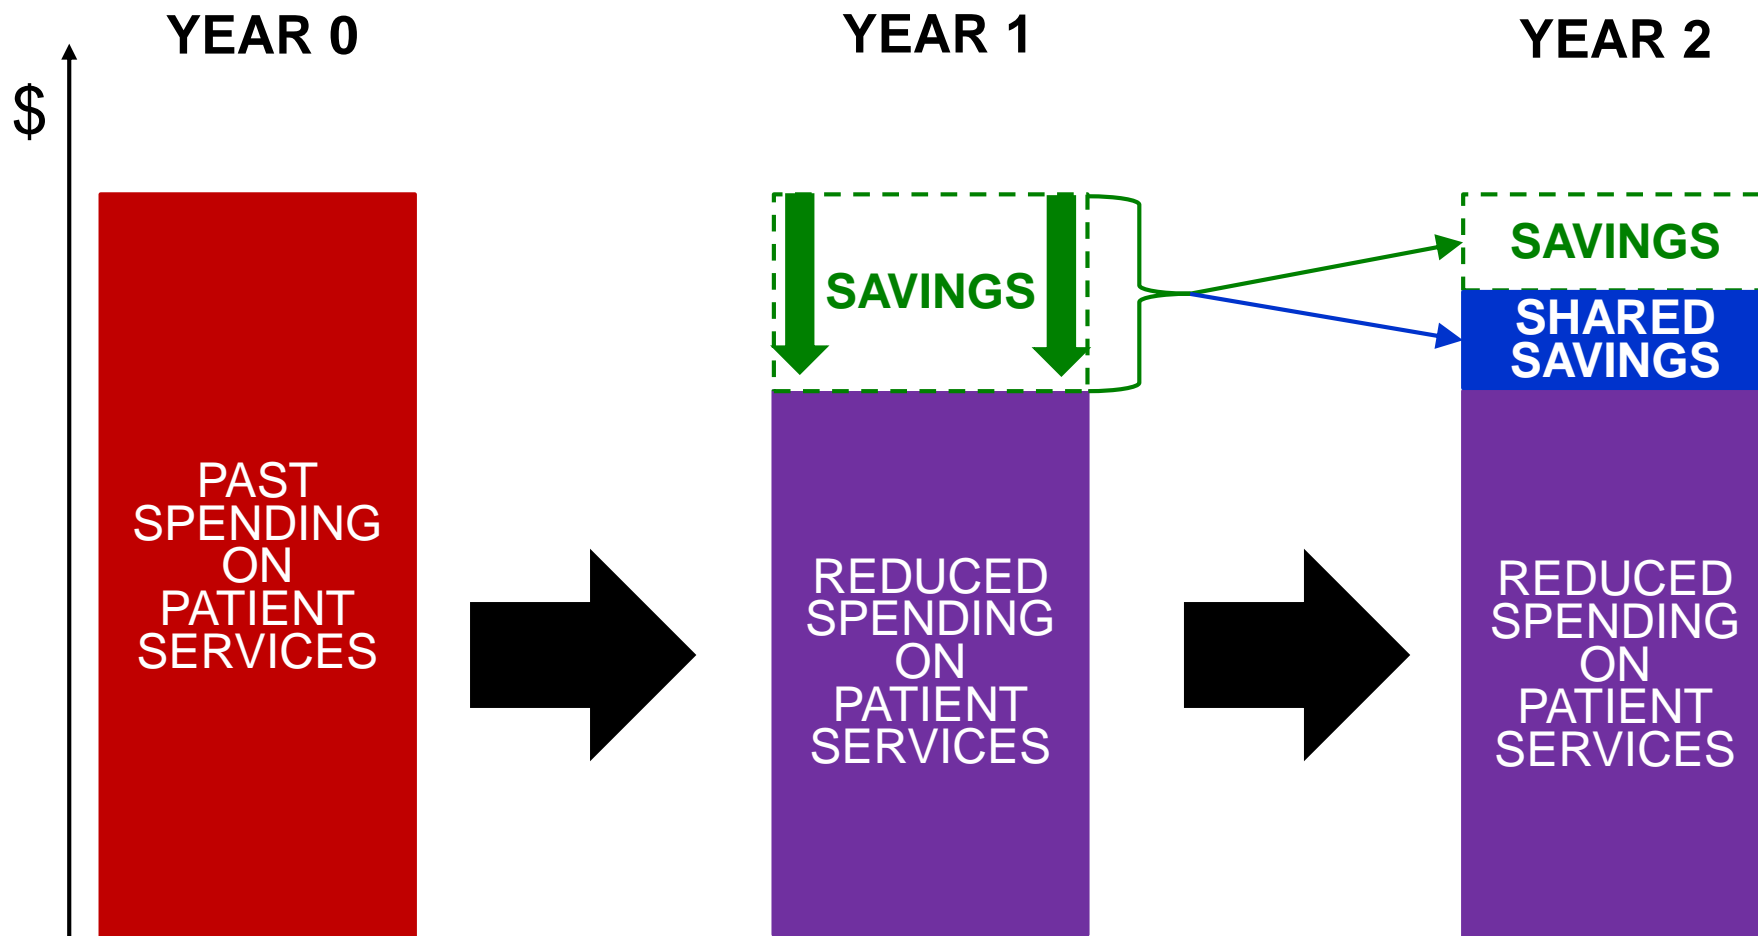 YEAR 0
YEAR 1
YEAR 2
$
PAST
SPENDING
ON
PATIENT
SERVICES
SAVINGS
REDUCED
SPENDING
ON
PATIENT
SERVICES
SAVINGS
SHARED
SAVINGS
REDUCED
SPENDING
ON
PATIENT
SERVICES